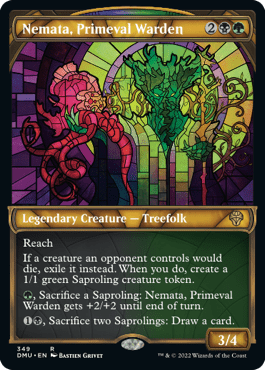 Nemata, Primeval Warden 2
Legendary Creature — Treefolk
Reach
If a creature an opponent controls would
die, exile it instead. When you do, create a
1/1 green Saproling creature token.
, Sacrifice a Saproling: Nemata, Primeval
Warden gets +2/+2 until end of turn.
1, Sacrifice two Saprolings: Draw a card.
3/4
349 R
DMU • EN Bastien Grivet
™ & © 2022 Wizards of the Coast